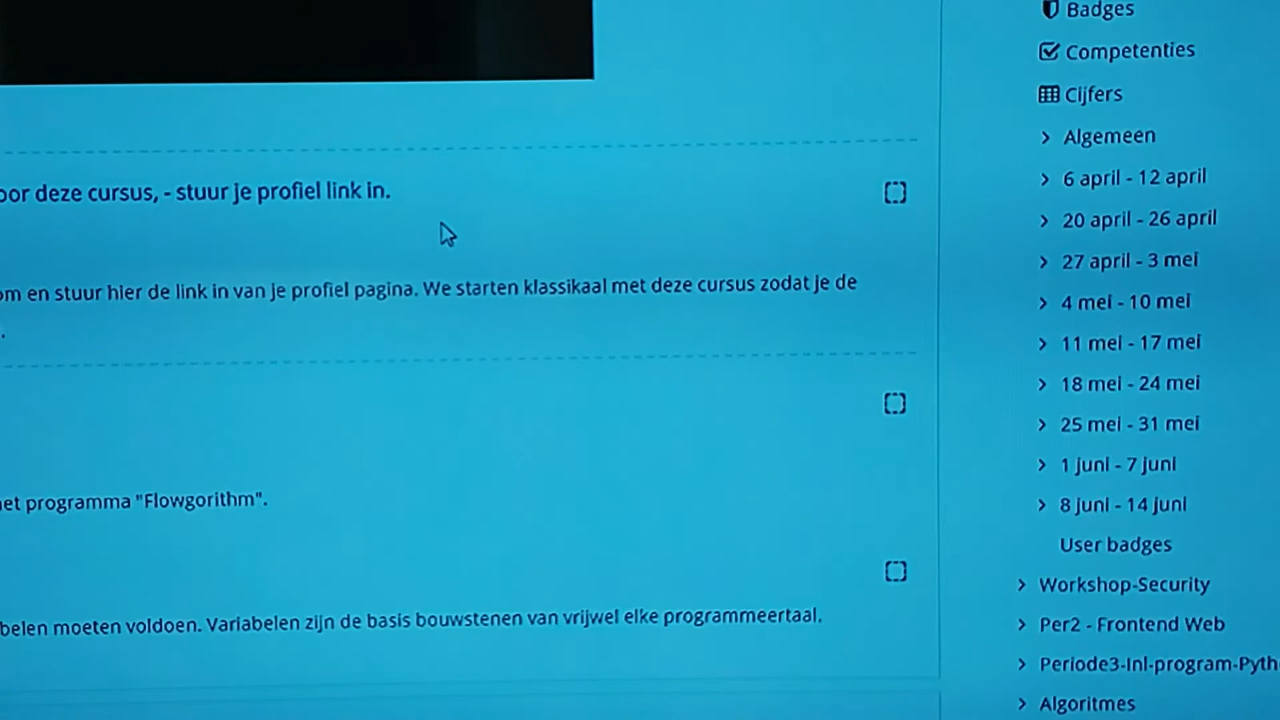 oor deze cursus, - stuur je profiel link in.
om en stuur hier de link in van je profiel pagina. We starten klassikaal met deze cursus zodat je de
.
het programma "Flowgorithm".
belen moeten voldoen. Variabelen zijn de basis bouwstenen van vrijwel elke programmeertaal.
Badges
Competenties
Cijfers
Algemeen
6 april - 12 april
20 april - 26 april
27 april - 3 mei
4 mei - 10 mei
11 mei - 17 mei
18 mei - 24 mei
25 mei - 31 mei
1 juni - 7 juni
8 juni - 14 juni
User badges
Workshop-Security
Per2 - Frontend Web
Periode3-Inl-program-Pyth
Algoritmes